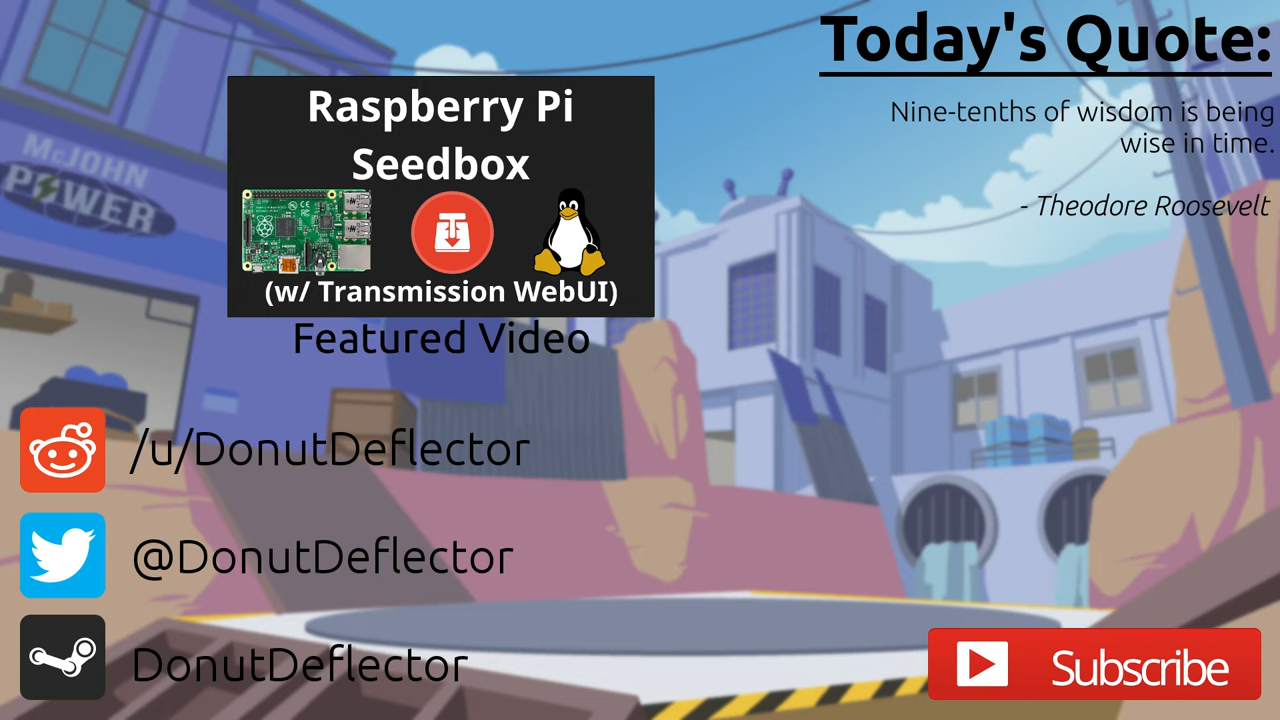 Today's Quote:
Nine-tenths of wisdom is being
wise in time.
- Theodore Roosevelt
Raspberry Pi
Seedbox
(w/ Transmission WebUI)
Featured Video
McJOHN
POWER
/u/DonutDeflector
@DonutDeflector
DonutDeflector
Subscribe